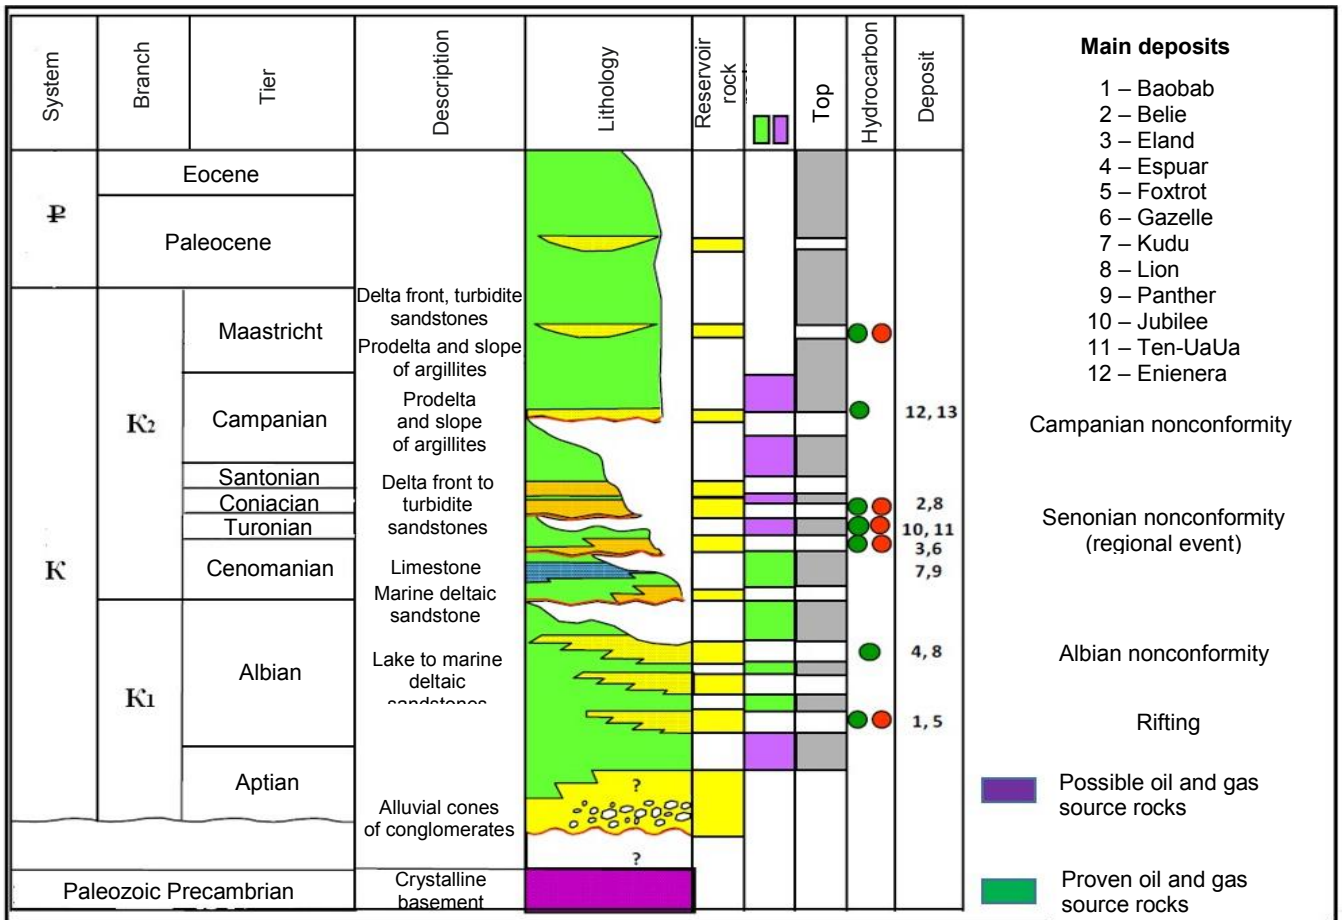 System
Branch
Tier
Description
Lithology
Reservoir
rock
Top
Hydrocarbon
Deposit
Eocene
Paleocene
Maastricht
K₂
Campanian
Santonian
Coniacian
Turonian
K
Cenomanian
Albian
K₁
Aptian
Paleozoic Precambrian
Delta front, turbidite
sandstones
Prodelta and slope
of argillites
Prodelta
and slope
of argillites
Delta front to
turbidite
sandstones
Limestone
Marine deltaic
sandstone
Lake to marine
deltaic
sandstones
Alluvial cones
of conglomerates
Crystalline
basement
?
?
12, 13
2,8
10, 11
3,6
7,9
4, 8
1, 5
Main deposits
1 – Baobab
2 – Belie
3 – Eland
4 – Espuar
5 – Foxtrot
6 – Gazelle
7 – Kudu
8 – Lion
9 – Panther
10 – Jubilee
11 – Ten-UaUa
12 – Enienera
Campanian nonconformity
Senonian nonconformity
(regional event)
Albian nonconformity
Rifting
Possible oil and gas
source rocks
Proven oil and gas
source rocks